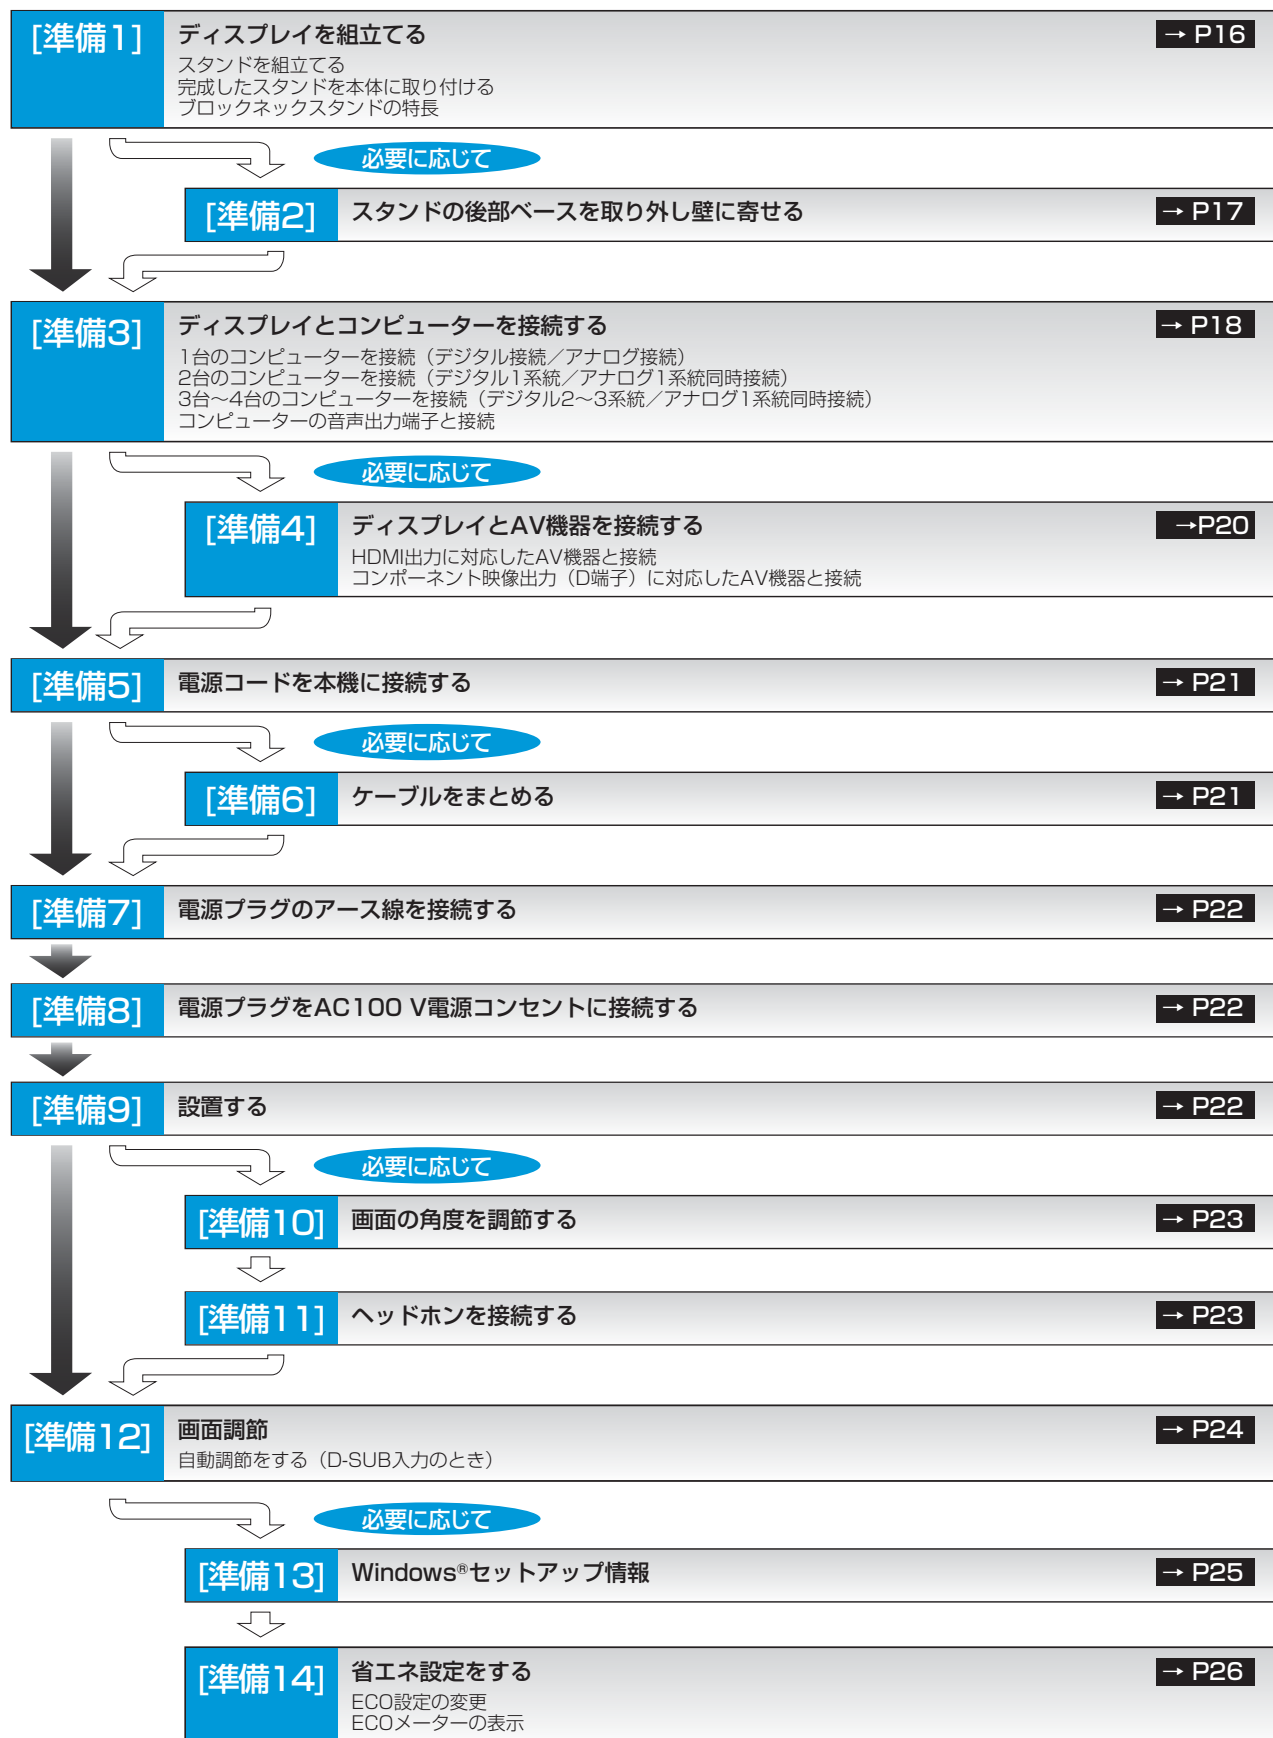 [準備1]
ディスプレイを組立てる
→ P16
スタンドを組立てる
完成したスタンドを本体に取り付ける
ブロックネックスタンドの特長
必要に応じて
[準備2]
スタンドの後部ベースを取り外し壁に寄せる
→ P17
[準備3]
ディスプレイとコンピューターを接続する
→ P18
1台のコンピューターを接続（デジタル接続／アナログ接続）
2台のコンピューターを接続（デジタル1系統／アナログ1系統同時接続）
3台～4台のコンピューターを接続（デジタル2～3系統／アナログ1系統同時接続）
コンピューターの音声出力端子と接続
必要に応じて
[準備4]
ディスプレイとAV機器を接続する
→P20
HDMI出力に対応したAV機器と接続
コンポーネント映像出力（D端子）に対応したAV機器と接続
[準備5]
電源コードを本機に接続する
→ P21
必要に応じて
[準備6]
ケーブルをまとめる
→ P21
[準備7]
電源プラグのアース線を接続する
→ P22
[準備8]
電源プラグをAC100 V電源コンセントに接続する
→ P22
[準備9]
設置する
→ P22
必要に応じて
[準備10]
画面の角度を調節する
→ P23
[準備11]
ヘッドホンを接続する
→ P23
[準備12]
画面調節
→ P24
自動調節をする（D-SUB入力のとき）
必要に応じて
[準備13]
Windows®セットアップ情報
→ P25
[準備14]
省エネ設定をする
→ P26
ECO設定の変更
ECOメーターの表示